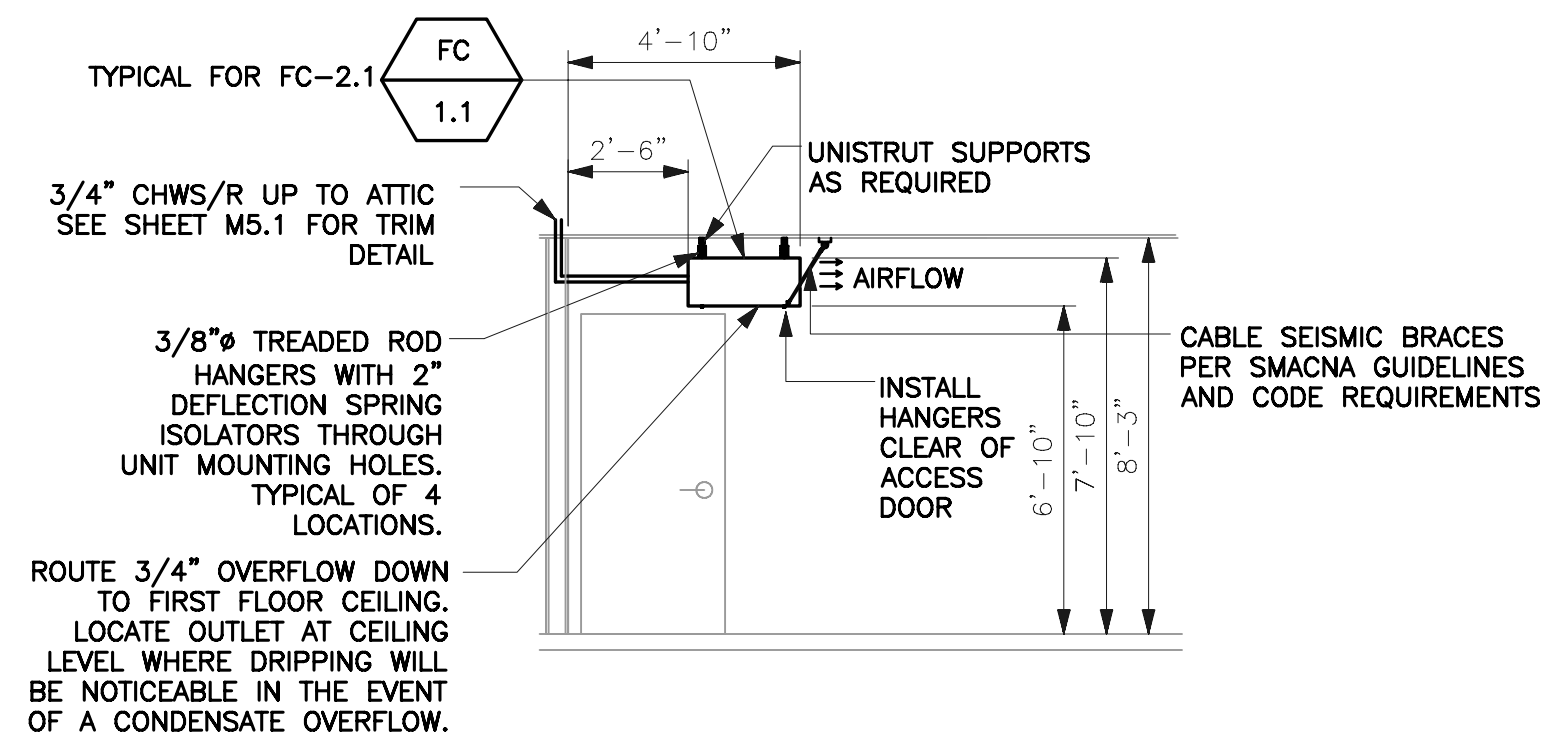 FC
TYPICAL FOR FC-2.1
1.1
4'-10"
2'-6"
UNISTRUT SUPPORTS
AS REQUIRED
3/4" CHWS/R UP TO ATTIC
SEE SHEET M5.1 FOR TRIM
DETAIL
AIRFLOW
3/8"ø TREADED ROD
HANGERS WITH 2"
DEFLECTION SPRING
ISOLATORS THROUGH
UNIT MOUNTING HOLES.
TYPICAL OF 4
LOCATIONS.
CABLE SEISMIC BRACES
PER SMACNA GUIDELINES
AND CODE REQUIREMENTS
INSTALL
HANGERS
CLEAR OF
ACCESS
DOOR
6'-10"
7'-10"
8'-3"
ROUTE 3/4" OVERFLOW DOWN
TO FIRST FLOOR CEILING.
LOCATE OUTLET AT CEILING
LEVEL WHERE DRIPPING WILL
BE NOTICEABLE IN THE EVENT
OF A CONDENSATE OVERFLOW.